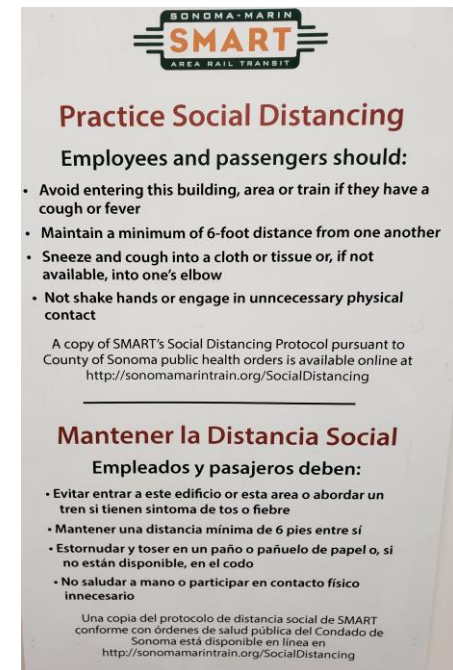 SONOMA-MARIN
SMART
AREA RAIL TRANSIT
Practice Social Distancing
Employees and passengers should:
• Avoid entering this building, area or train if they have a
cough or fever
• Maintain a minimum of 6-foot distance from one another
• Sneeze and cough into a cloth or tissue or, if not
available, into one's elbow
• Not shake hands or engage in unncecessary physical
contact
A copy of SMART's Social Distancing Protocol pursuant to
County of Sonoma public health orders is available online at
http://sonomamarintrain.org/SocialDistancing
Mantener la Distancia Social
Empleados y pasajeros deben:
• Evitar entrar a este edificio or esta area o abordar un
tren si tienen sintoma de tos o fiebre
• Mantener una distancia mínima de 6 pies entre sí
• Estornudar y toser en un paño o pañuelo de papel o, si
no están disponible, en el codo
• No saludar a mano o participar en contacto físico
innecesario
Una copia del protocolo de distancia social de SMART
conforme con órdenes de salud pública del Condado de
Sonoma está disponible en línea en
http://sonomamarintrain.org/SocialDistancing